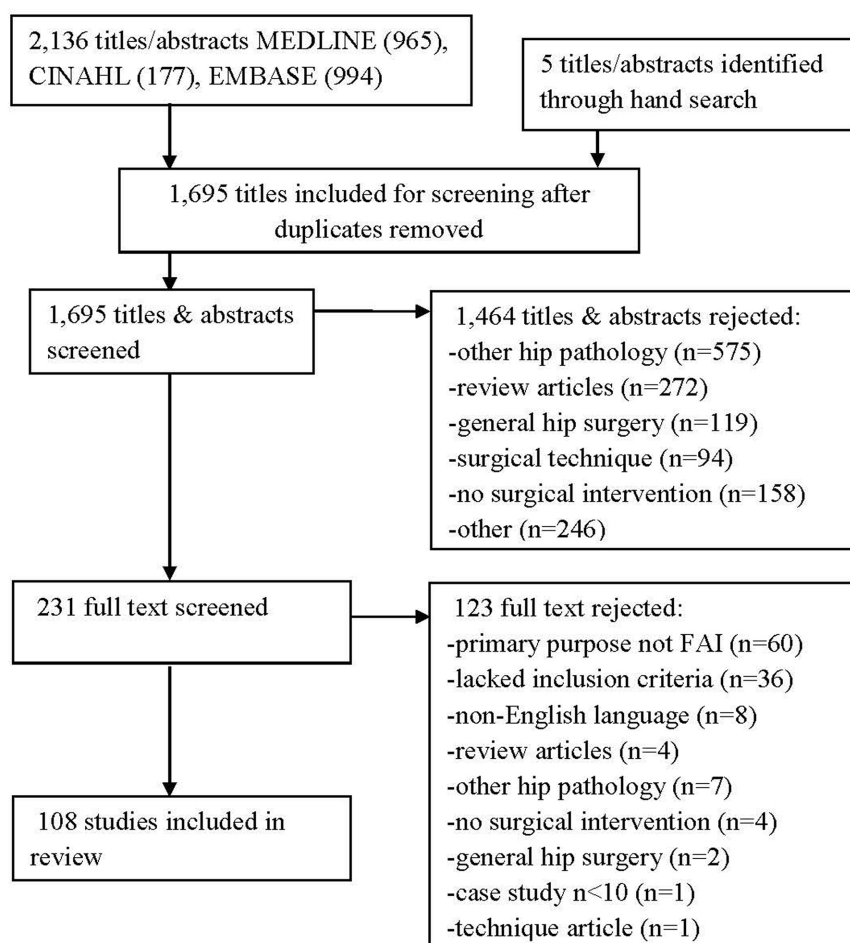 2,136 titles/abstracts MEDLINE (965),
CINAHL (177), EMBASE (994)
5 titles/abstracts identified
through hand search
1,695 titles included for screening after
duplicates removed
1,695 titles & abstracts
screened
1,464 titles & abstracts rejected:
-other hip pathology (n=575)
-review articles (n=272)
-general hip surgery (n=119)
-surgical technique (n=94)
-no surgical intervention (n=158)
-other (n=246)
231 full text screened
123 full text rejected:
-primary purpose not FAI (n=60)
-lacked inclusion criteria (n=36)
-non-English language (n=8)
-review articles (n=4)
-other hip pathology (n=7)
-no surgical intervention (n=4)
-general hip surgery (n=2)
-case study n<10 (n=1)
-technique article (n=1)
108 studies included in
review